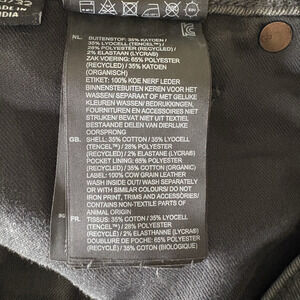 MADE IN
INDIA
NL. BUITENSTOF: 35% KATOEN /
35% LYOCELL (TENCEL™) /
28% POLYESTER (RECYCLED) /
2% ELASTAAN (LYCRA®)
ZAK VOERING: 65% POLYESTER
(RECYCLED) / 35% KATOEN
(ORGANISCH)
ETIKET: 100% KOE NERF LEDER
BINNENSTEBUITEN KEREN VOOR HET
WASSEN/ SEPARAAT OF MET GELIJKE
KLEUREN WASSEN/ NIET OVER
FOURNITUREN EN ACCESSOIRES NIET
STRIJKEN/ BEVAT NIET UIT TEXTIEL
BESTAANDE DELEN VAN DIERLIJKE
OORSPRONG
GB. SHELL: 35% COTTON / 35% LYOCELL
(TENCEL™) / 28% POLYESTER
(RECYCLED) / 2% ELASTANE (LYCRA®)
POCKET LINING: 65% POLYESTER
(RECYCLED) / 35% COTTON (ORGANIC)
LABEL: 100% COW GRAIN LEATHER
WASH INSIDE OUT/ WASH SEPARATELY
OR WITH SIMILAR COLOURS/ DO NOT
IRON PRINT, TRIMS AND ACCESSORIES/
CONTAINS NON-TEXTILE PARTS OF
ANIMAL ORIGIN
FR. TISSUS: 35% COTON / 35% LYOCELL
(TENCEL™) / 28% POLYESTER
(RECYCLÉ) / 2% ELASTHANNE (LYCRA®)
DOUBLURE DE POCHE: 65% POLYESTER
(RECYCLÉ) / 35% COTON (BIOLOGIQUE)